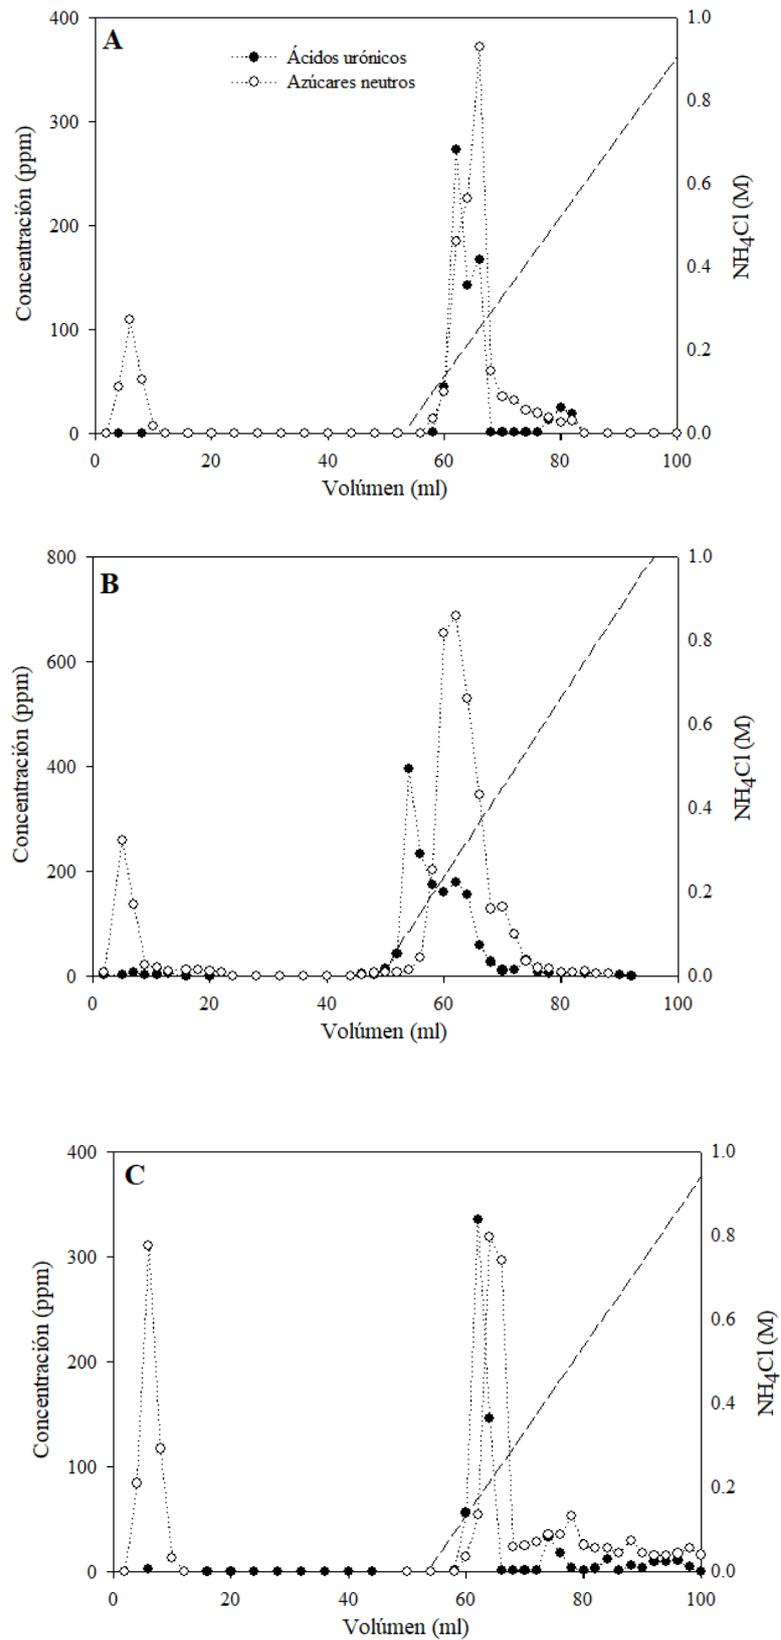 A
Ácidos urónicos
Azúcares neutros
400
300
200
100
0
1.0
0.8
0.6
0.4
0.2
0.0
Concentración (ppm)
NH4Cl (M)
0 20 40 60 80 100
Volúmen (ml)
B
800
600
400
200
0
1.0
0.8
0.6
0.4
0.2
0.0
Concentración (ppm)
NH4Cl (M)
0 20 40 60 80 100
Volúmen (ml)
C
400
300
200
100
0
1.0
0.8
0.6
0.4
0.2
0.0
Concentración (ppm)
NH4Cl (M)
0 20 40 60 80 100
Volúmen (ml)